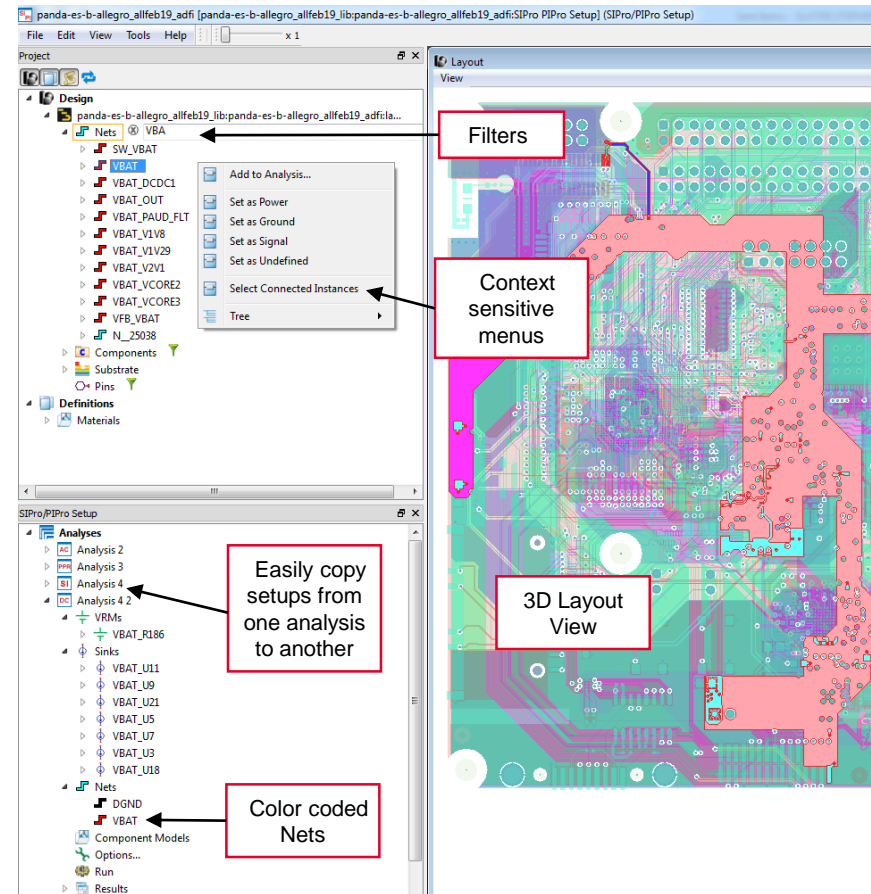 panda-es-b-allegro_allfeb19_adfi [panda-es-b-allegro_allfeb19_lib:panda-es-b-allegro_allfeb19_adfi:SIPro PIPro Setup] (SIPro/PIPro Setup)
File Edit View Tools Help x 1
Project
Design
panda-es-b-allegro_allfeb19_lib:panda-es-b-allegro_allfeb19_adfi:la...
Nets VBA
SW_VBAT
VBAT
VBAT_DCDC1
VBAT_OUT
VBAT_PAUD_FLT
VBAT_V1V8
VBAT_V1V29
VBAT_V2V1
VBAT_VCORE2
VBAT_VCORE3
VFB_VBAT
N__25038
Components
Substrate
Pins
Definitions
Materials
Add to Analysis...
Set as Power
Set as Ground
Set as Signal
Set as Undefined
Select Connected Instances
Tree
Layout
View
Filters
Context
sensitive
menus
3D Layout
View
SIPro/PIPro Setup
Analyses
AC Analysis 2
PPR Analysis 3
SI Analysis 4
DC Analysis 4 2
VRMs
VBAT_R186
Sinks
VBAT_U11
VBAT_U9
VBAT_U21
VBAT_U5
VBAT_U7
VBAT_U3
VBAT_U18
Nets
DGND
VBAT
Component Models
Options...
Run
Results
Easily copy
setups from
one analysis
to another
Color coded
Nets